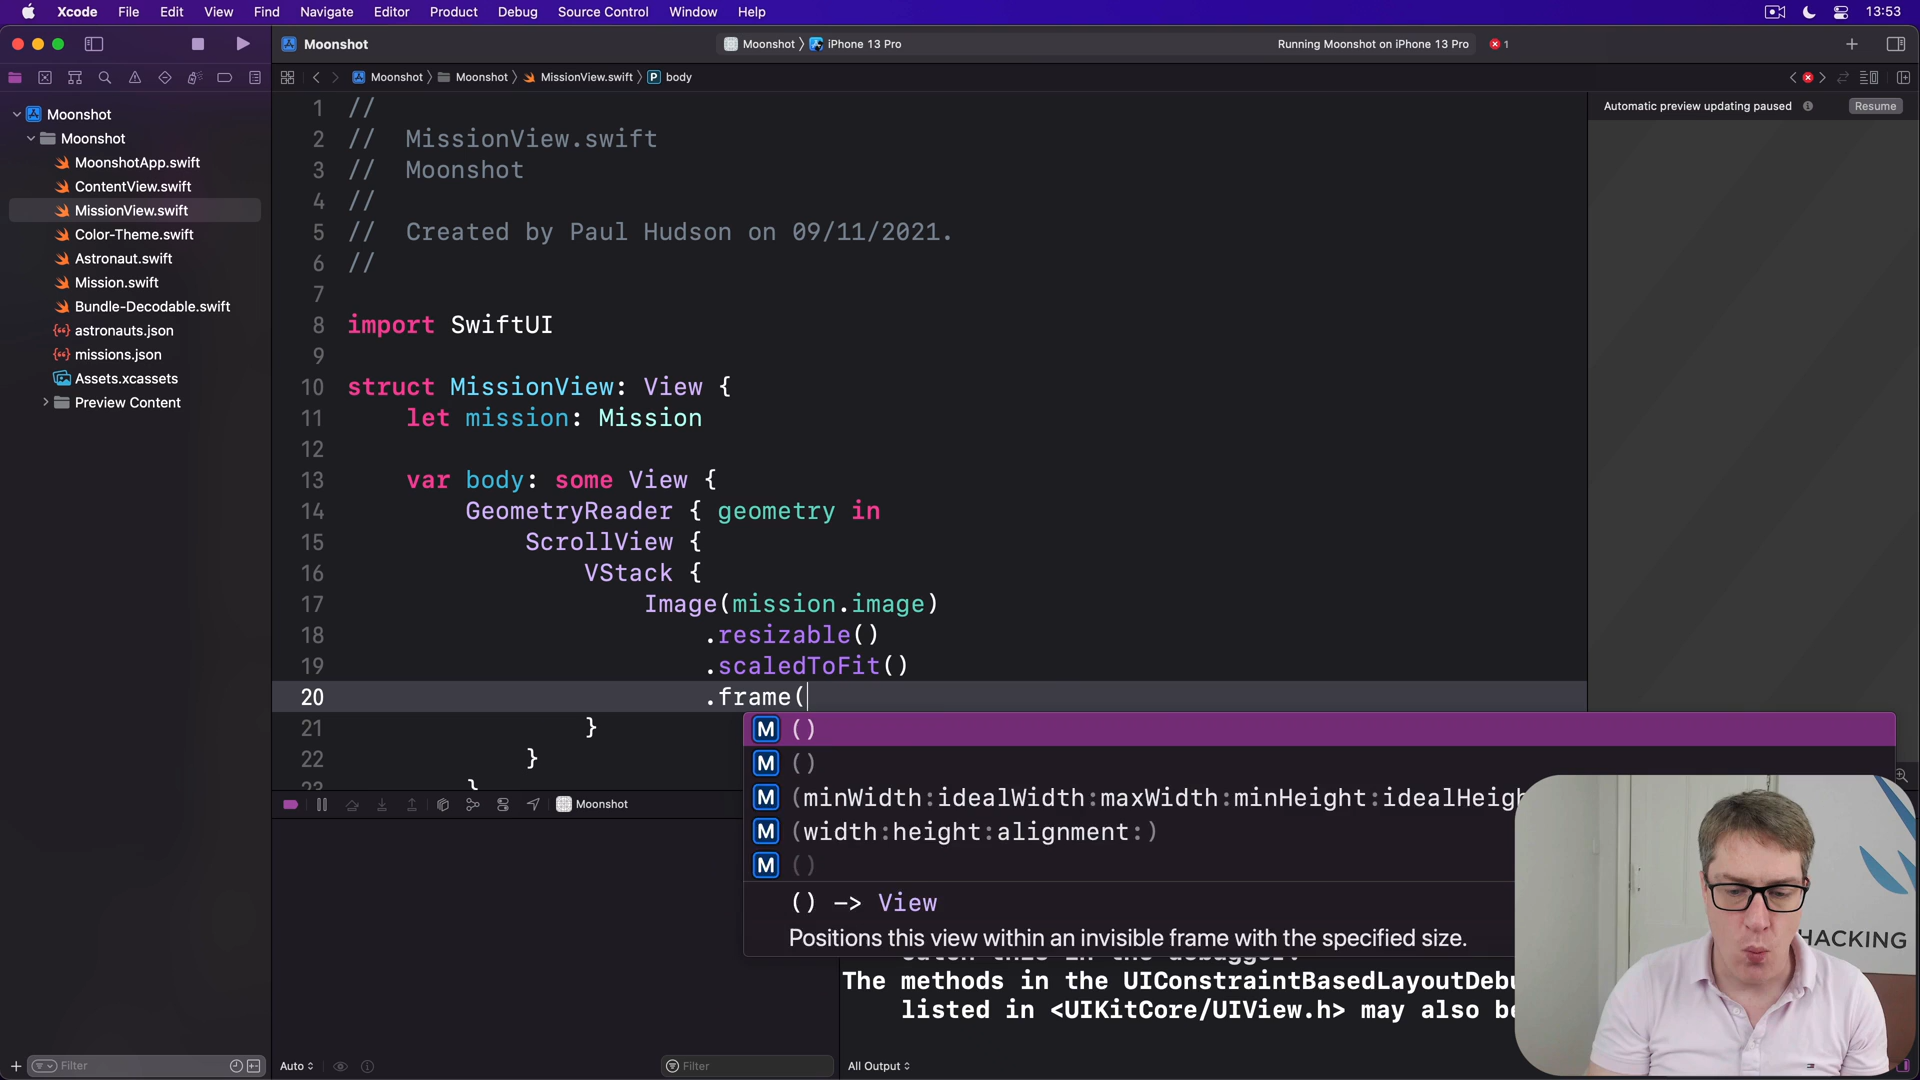 Xcode File Edit View Find Navigate Editor Product Debug Source Control Window Help 13:53
Moonshot Moonshot iPhone 13 Pro Running Moonshot on iPhone 13 Pro 1
Moonshot Moonshot MissionView.swift body
Automatic preview updating paused Resume
Moonshot
Moonshot
MoonshotApp.swift
ContentView.swift
MissionView.swift
Color-Theme.swift
Astronaut.swift
Mission.swift
Bundle-Decodable.swift
astronauts.json
missions.json
Assets.xcassets
Preview Content
1 //
2 // MissionView.swift
3 // Moonshot
4 //
5 // Created by Paul Hudson on 09/11/2021.
6 //
7
8 import SwiftUI
9
10 struct MissionView: View {
11 let mission: Mission
12
13 var body: some View {
14 GeometryReader { geometry in
15 ScrollView {
16 VStack {
17 Image(mission.image)
18 .resizable()
19 .scaledToFit()
20 .frame(
21 }
22 }
23 }
M ()
M ()
M (minWidth:idealWidth:maxWidth:minHeight:idealHeigh
M (width:height:alignment:)
M ()
() -> View
Positions this view within an invisible frame with the specified size.
Moonshot
The methods in the UIConstraintBasedLayoutDebu
listed in <UIKitCore/UIView.h> may also be
HACKING
Filter Auto Filter All Output